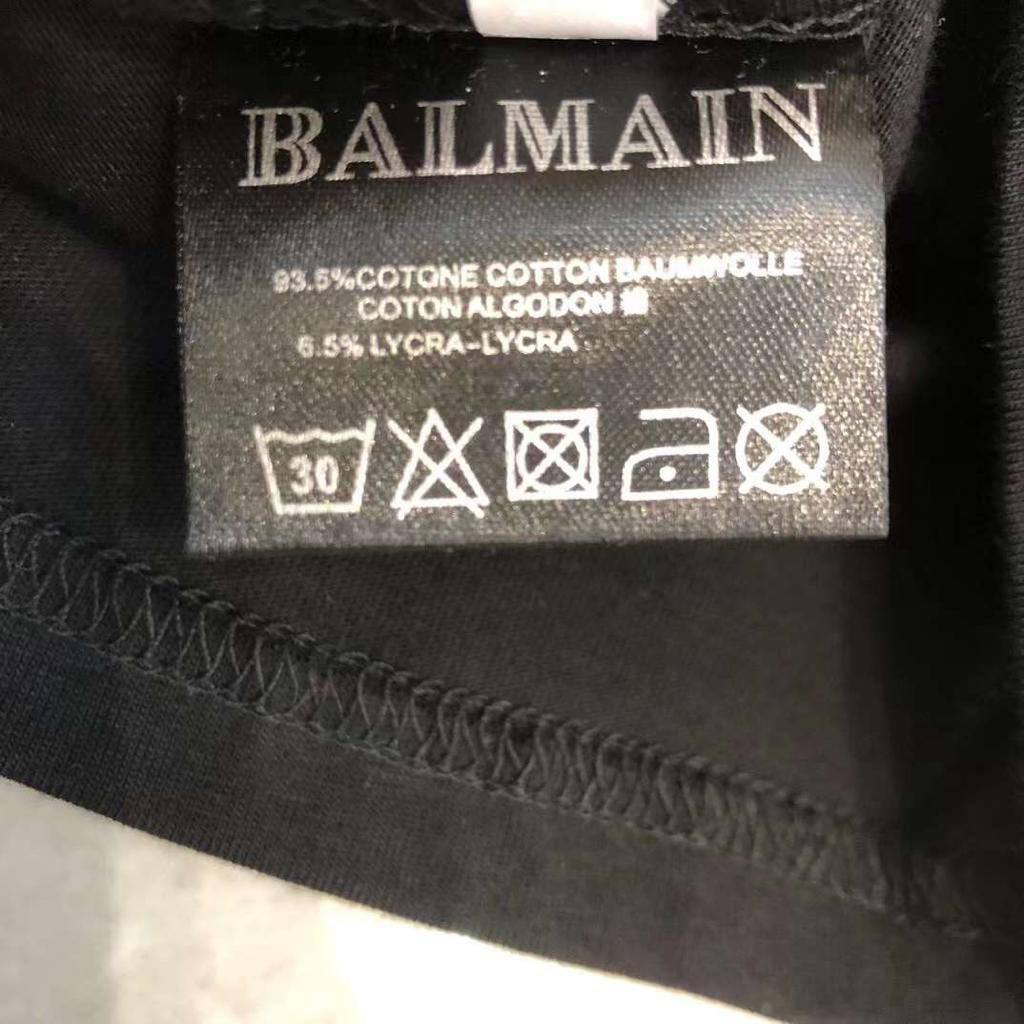 BALMAIN
93.5%COTONE COTTON BAUMWOLLE
COTON ALGODON 棉
6.5% LYCRA-LYCRA
30